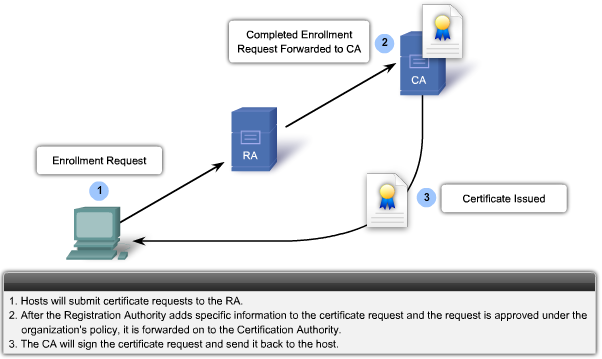 Completed Enrollment
Request Forwarded to CA
2
CA
RA
Enrollment Request
1
3
Certificate Issued
1. Hosts will submit certificate requests to the RA.
2. After the Registration Authority adds specific information to the certificate request and the request is approved under the
organization's policy, it is forwarded on to the Certification Authority.
3. The CA will sign the certificate request and send it back to the host.